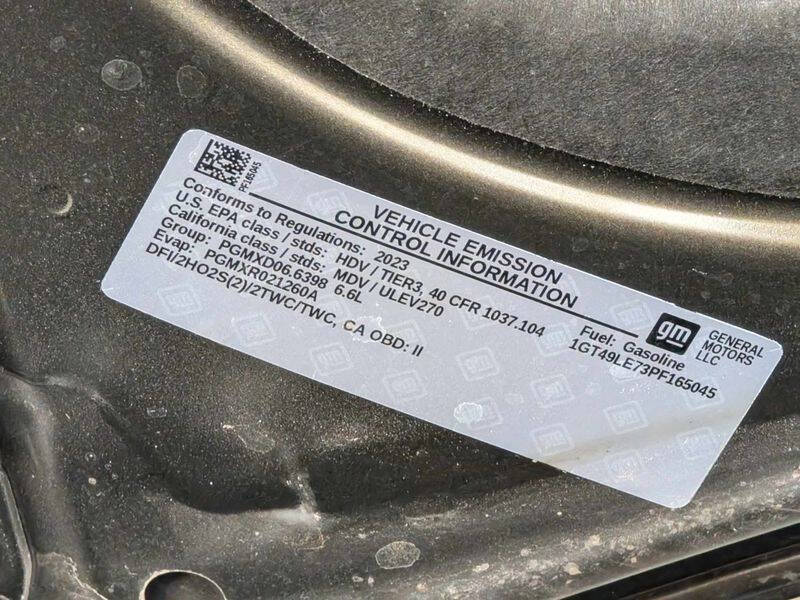 PF165045
VEHICLE EMISSION
CONTROL INFORMATION
gm
GENERAL
MOTORS
LLC
Conforms to Regulations: 2023
Fuel: Gasoline
U.S. EPA class / stds: HDV / TIER3, 40 CFR 1037.104
1GT49LE73PF165045
California class / stds: MDV / ULEV270
Group: PGMXD06.6398 6.6L
Evap: PGMXR021260A
DFI/2HO2S(2)/2TWC/TWC, CA OBD: II